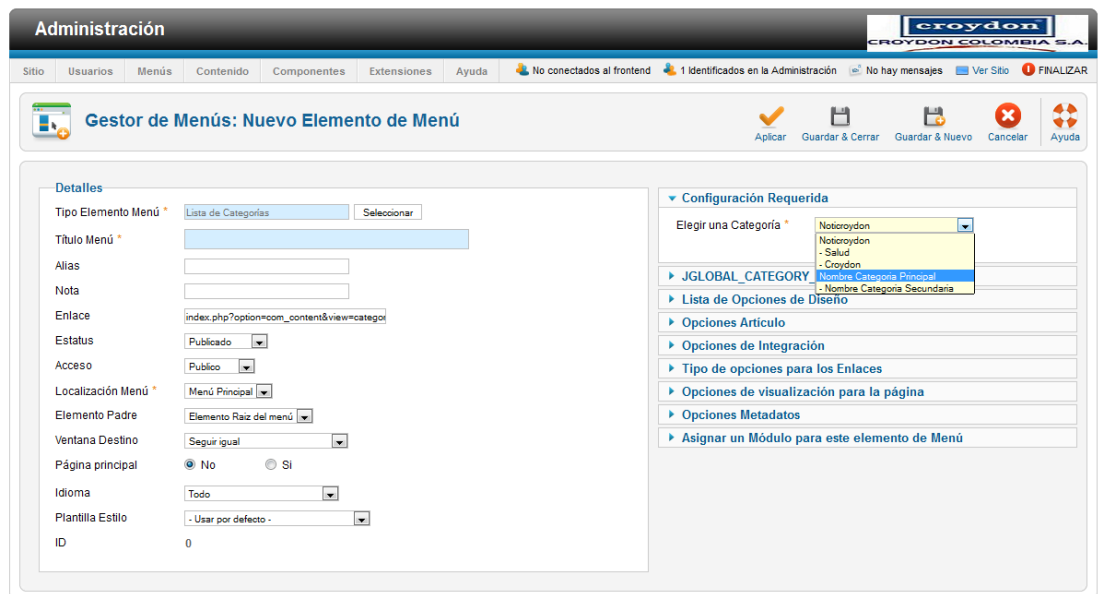 Administración
croydon
CROYDON COLOMBIA S.A.
Sitio Usuarios Menús Contenido Componentes Extensiones Ayuda No conectados al frontend 1 Identificados en la Administración No hay mensajes Ver Sitio FINALIZAR
Gestor de Menús: Nuevo Elemento de Menú
Aplicar Guardar & Cerrar Guardar & Nuevo Cancelar Ayuda
Detalles
Tipo Elemento Menú * Lista de Categorías Seleccionar
Título Menú *
Alias
Nota
Enlace index.php?option=com_content&view=categor
Estatus Publicado
Acceso Publico
Localización Menú * Menú Principal
Elemento Padre Elemento Raiz del menú
Ventana Destino Seguir igual
Página principal No Si
Idioma Todo
Plantilla Estilo - Usar por defecto -
ID 0
Configuración Requerida
Elegir una Categoría * Noticroydon
Noticroydon
- Salud
- Croydon
Nombre Categoria Principal
- Nombre Categoria Secundaria
JGLOBAL_CATEGORY_
Lista de Opciones de Diseño
Opciones Artículo
Opciones de Integración
Tipo de opciones para los Enlaces
Opciones de visualización para la página
Opciones Metadatos
Asignar un Módulo para este elemento de Menú